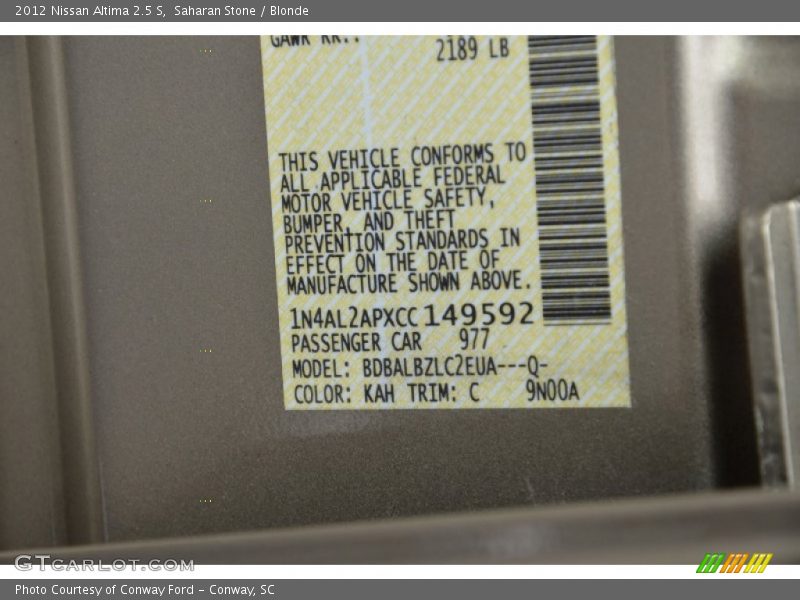 2012 Nissan Altima 2.5 S, Saharan Stone / Blonde
GAWR RR.:
2189 LB
THIS VEHICLE CONFORMS TO
ALL APPLICABLE FEDERAL
MOTOR VEHICLE SAFETY,
BUMPER, AND THEFT
PREVENTION STANDARDS IN
EFFECT ON THE DATE OF
MANUFACTURE SHOWN ABOVE.
1N4AL2APXCC149592
PASSENGER CAR 977
MODEL: BDBALBZLC2EUA---Q-
COLOR: KAH TRIM: C 9N00A
GTCARLOT.COM
Photo Courtesy of Conway Ford – Conway, SC